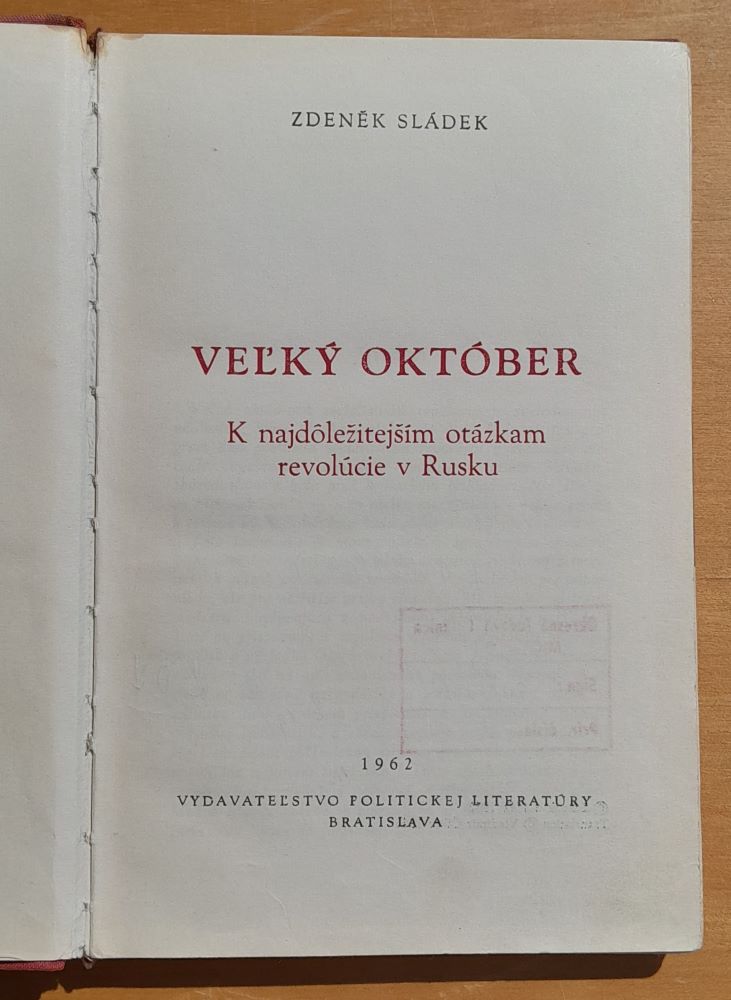 ZDENĚK SLÁDEK
VEĽKÝ OKTÓBER
K najdôležitejším otázkam
revolúcie v Rusku
1962
VYDAVATEĽSTVO POLITICKEJ LITERATÚRY
BRATISLAVA